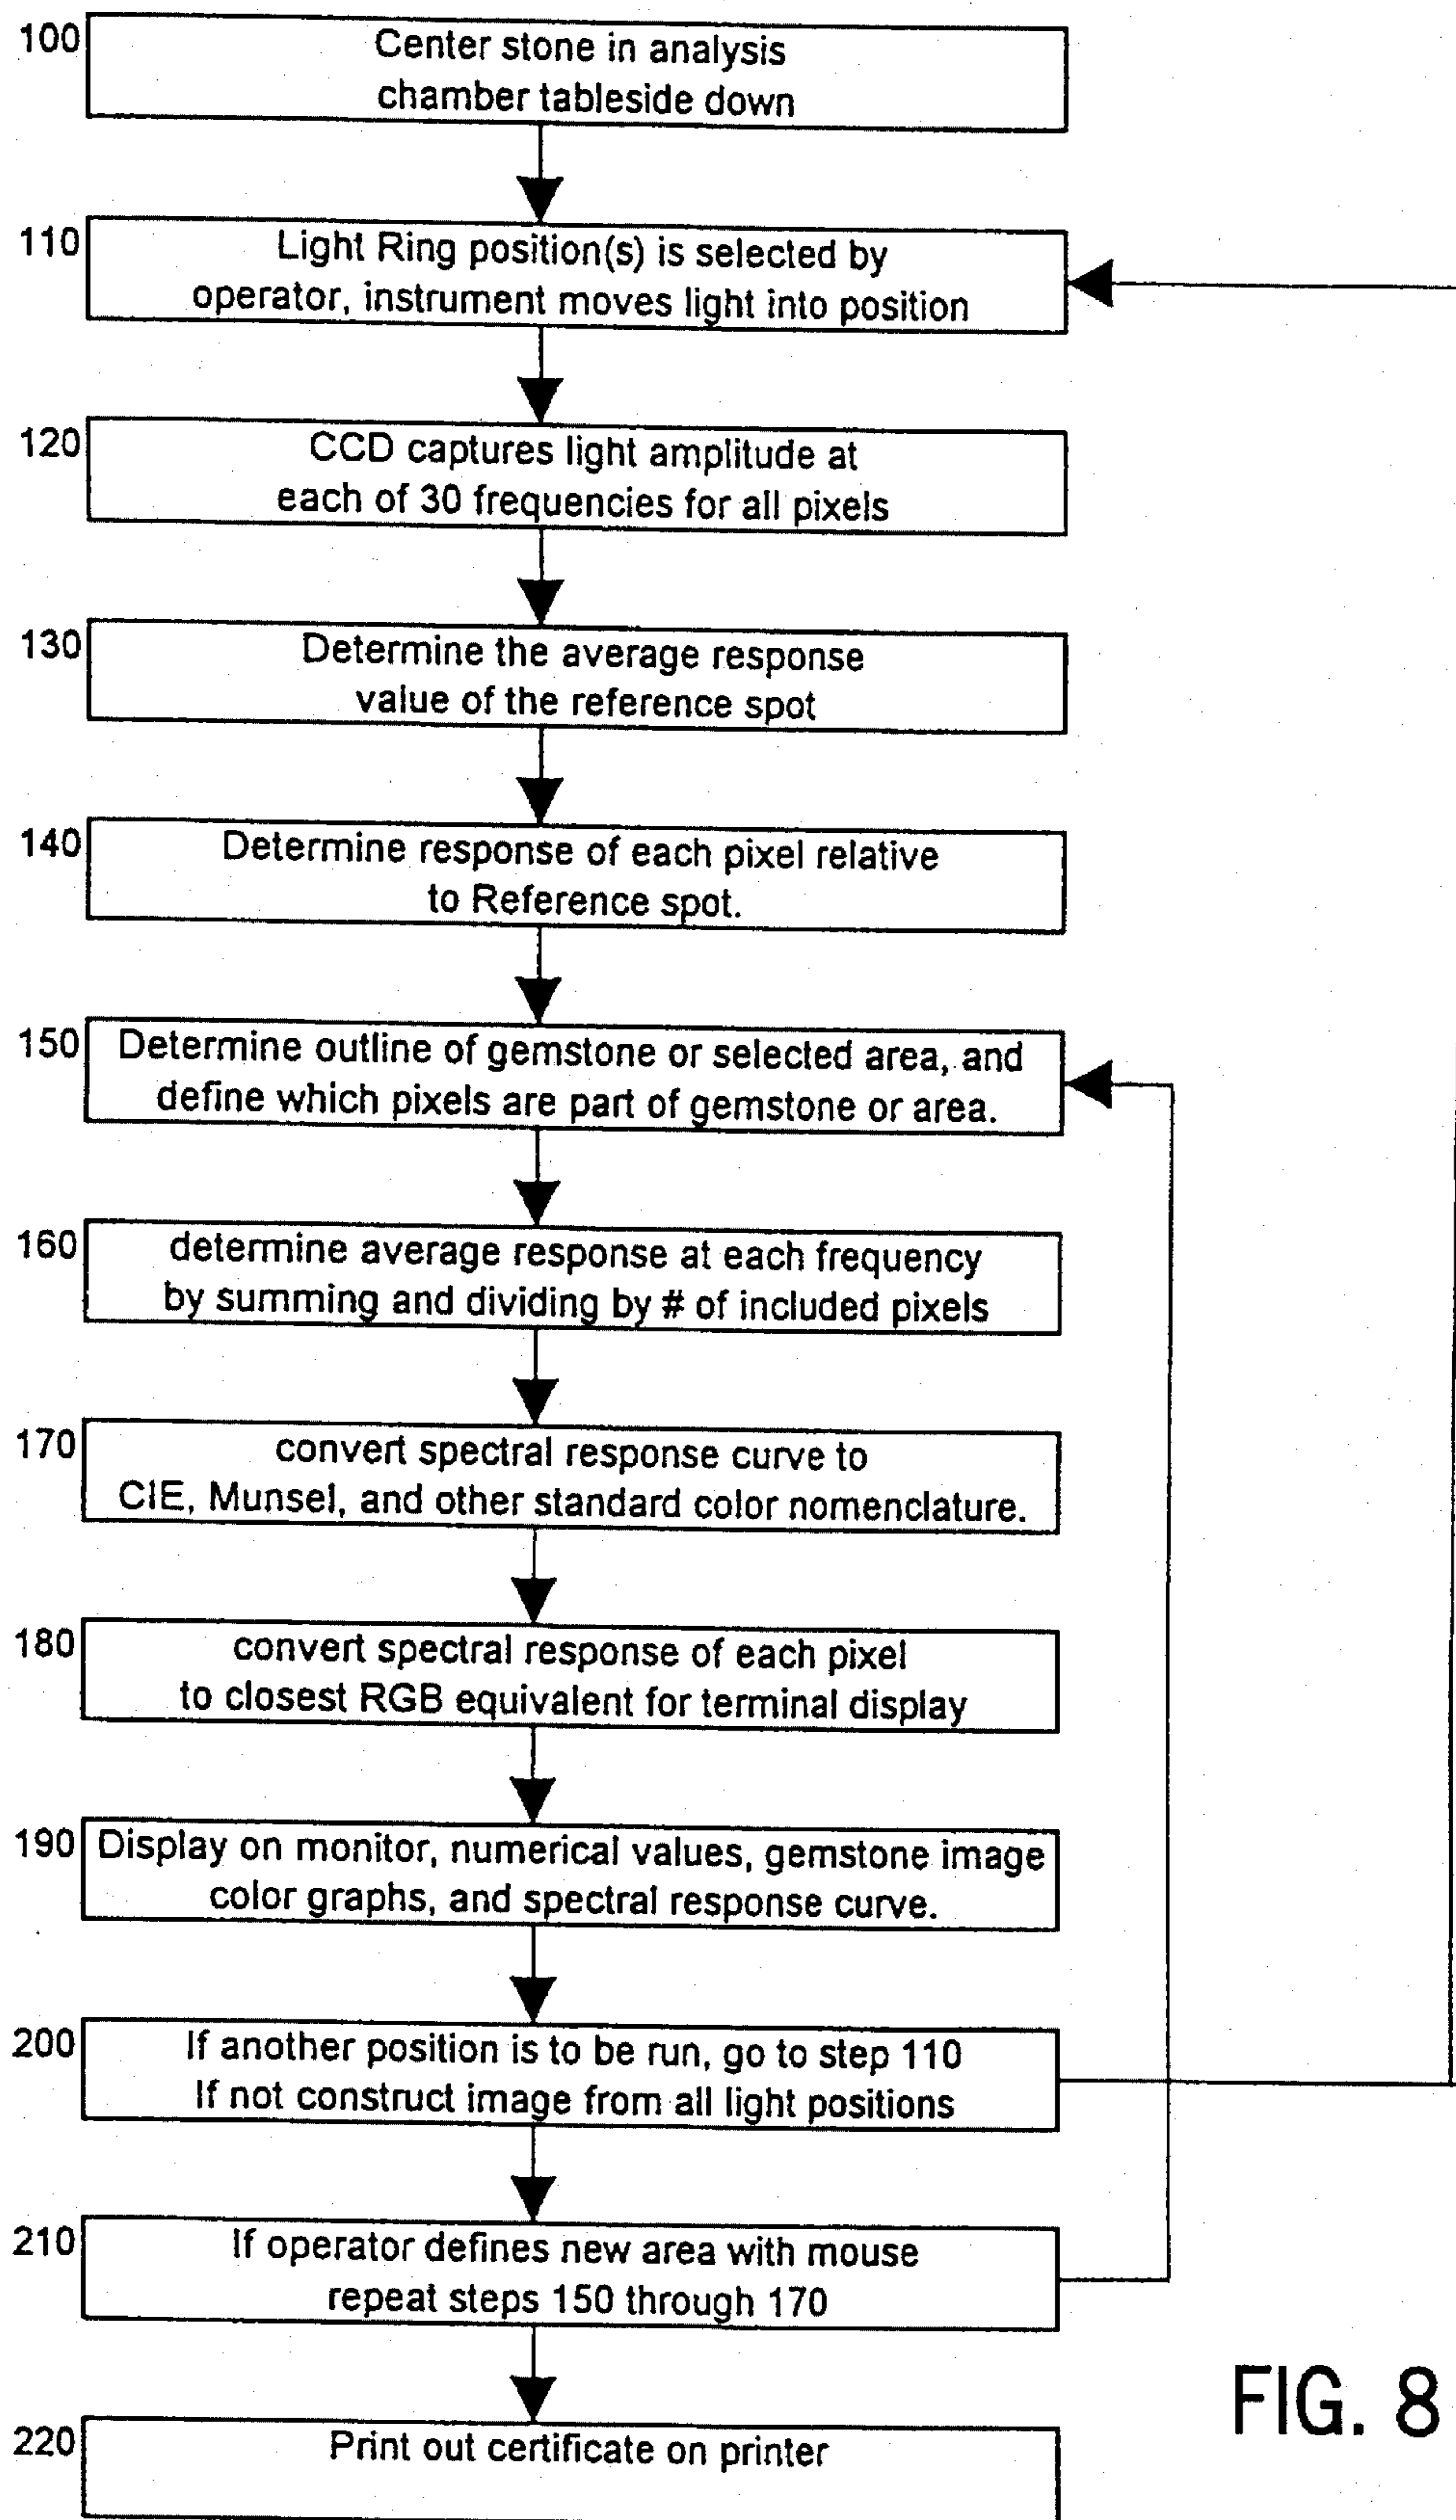 100
Center stone in analysis
chamber tableside down
110
Light Ring position(s) is selected by
operator, instrument moves light into position
120
CCD captures light amplitude at
each of 30 frequencies for all pixels
130
Determine the average response
value of the reference spot
140
Determine response of each pixel relative
to Reference spot.
150
Determine outline of gemstone or selected area, and
define which pixels are part of gemstone or area.
160
determine average response at each frequency
by summing and dividing by # of included pixels
170
convert spectral response curve to
CIE, Munsel, and other standard color nomenclature.
180
convert spectral response of each pixel
to closest RGB equivalent for terminal display
190
Display on monitor, numerical values, gemstone image
color graphs, and spectral response curve.
200
If another position is to be run, go to step 110
If not construct image from all light positions
210
If operator defines new area with mouse
repeat steps 150 through 170
220
Print out certificate on printer
FIG. 8